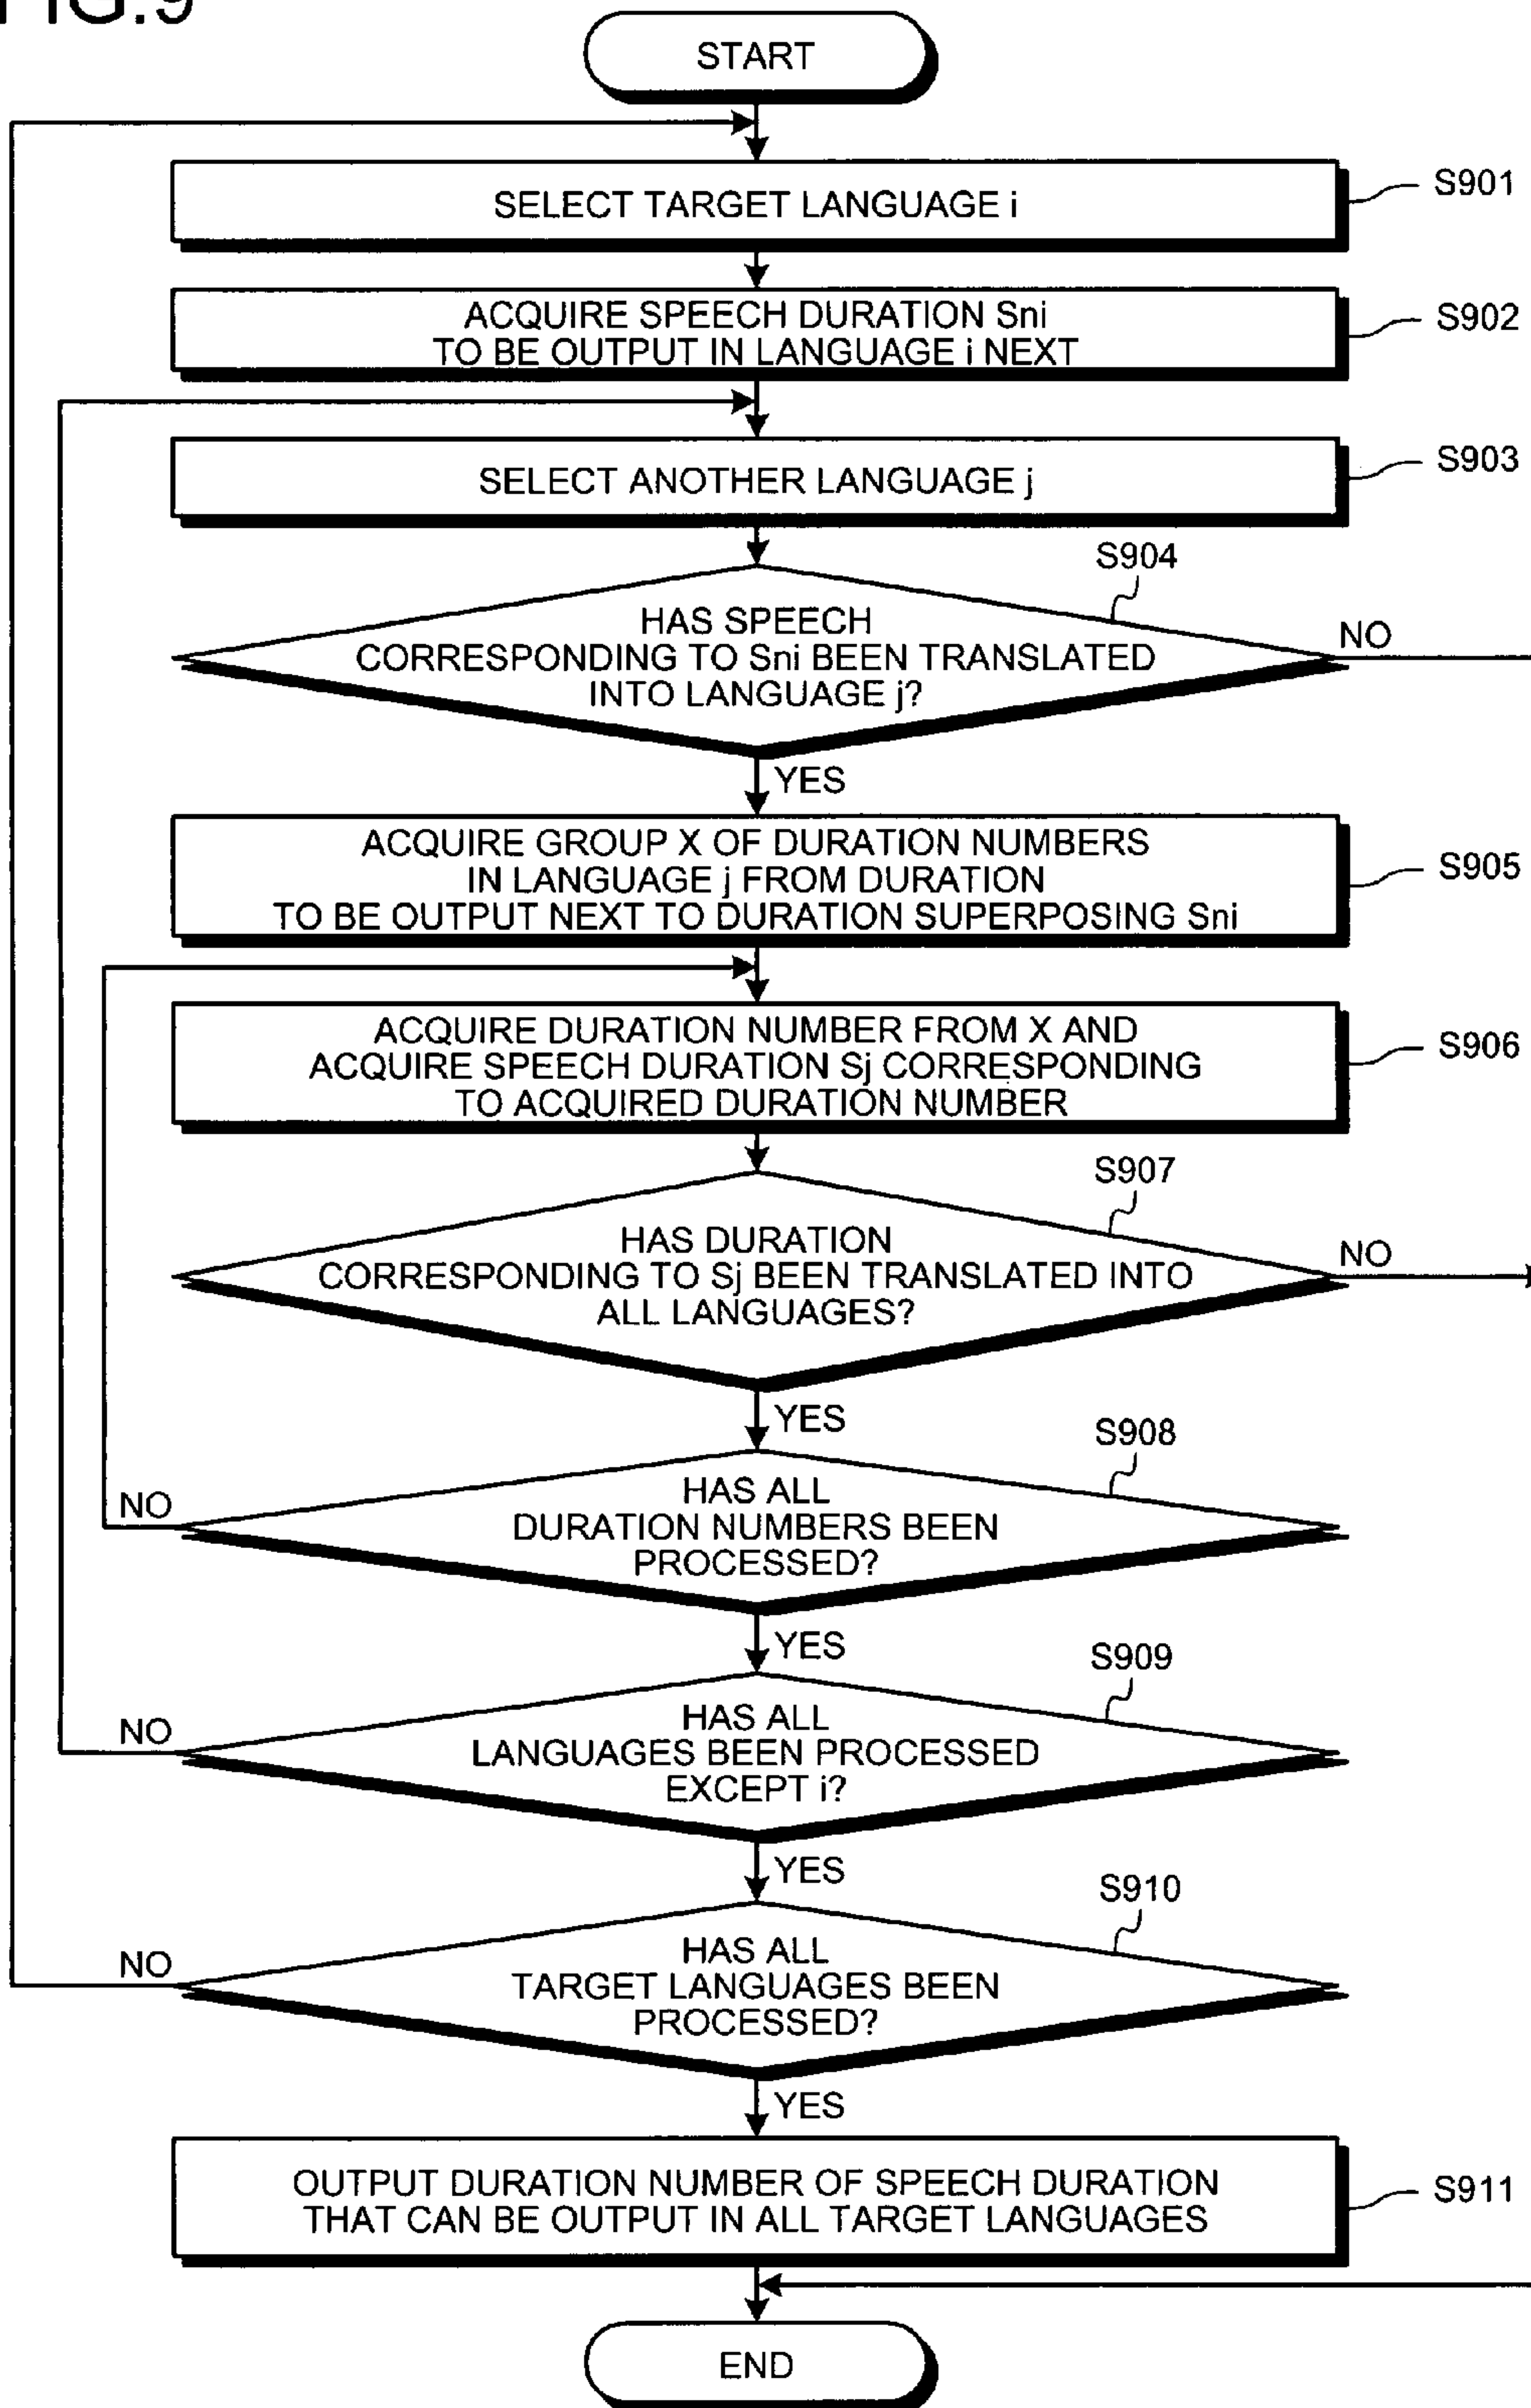 FIG.9
START
SELECT TARGET LANGUAGE i
S901
ACQUIRE SPEECH DURATION Sni
TO BE OUTPUT IN LANGUAGE i NEXT
S902
SELECT ANOTHER LANGUAGE j
S903
S904
HAS SPEECH
CORRESPONDING TO Sni BEEN TRANSLATED
INTO LANGUAGE j?
NO
YES
ACQUIRE GROUP X OF DURATION NUMBERS
IN LANGUAGE j FROM DURATION
TO BE OUTPUT NEXT TO DURATION SUPERPOSING Sni
S905
ACQUIRE DURATION NUMBER FROM X AND
ACQUIRE SPEECH DURATION Sj CORRESPONDING
TO ACQUIRED DURATION NUMBER
S906
S907
HAS DURATION
CORRESPONDING TO Sj BEEN TRANSLATED INTO
ALL LANGUAGES?
NO
YES
S908
HAS ALL
DURATION NUMBERS BEEN
PROCESSED?
NO
YES
S909
HAS ALL
LANGUAGES BEEN PROCESSED
EXCEPT i?
NO
YES
S910
HAS ALL
TARGET LANGUAGES BEEN
PROCESSED?
NO
YES
OUTPUT DURATION NUMBER OF SPEECH DURATION
THAT CAN BE OUTPUT IN ALL TARGET LANGUAGES
S911
END